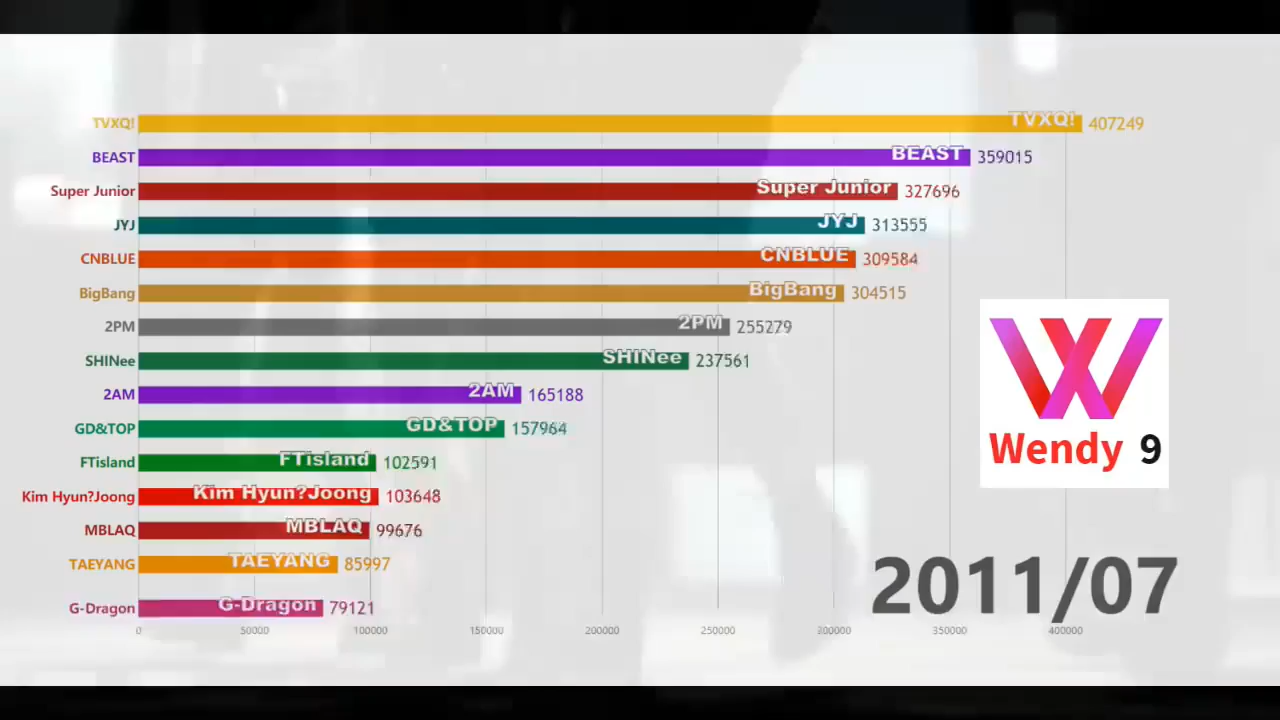 TVXQ! TVXQ! 407249
BEAST BEAST 359015
Super Junior Super Junior 327696
JYJ JYJ 313555
CNBLUE CNBLUE 309584
BigBang BigBang 304515
2PM 2PM 255279
SHINee SHINee 237561
2AM 2AM 165188
GD&TOP GD&TOP 157964
FTisland FTisland 102591
Kim Hyun?Joong Kim Hyun?Joong 103648
MBLAQ MBLAQ 99676
TAEYANG TAEYANG 85997
G-Dragon G-Dragon 79121
0 50000 100000 150000 200000 250000 300000 350000 400000
W
Wendy 9
2011/07